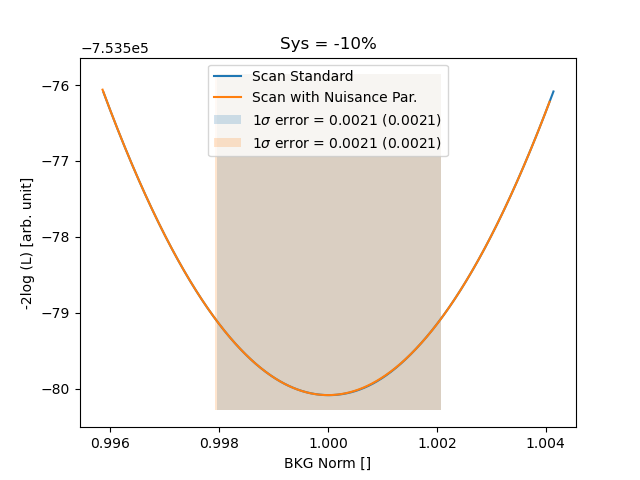 Sys = -10%
−7.535e5
Scan Standard
Scan with Nuisance Par.
1σ error = 0.0021 (0.0021)
1σ error = 0.0021 (0.0021)
−76
−77
−78
−79
−80
-2log (L) [arb. unit]
0.996 0.998 1.000 1.002 1.004
BKG Norm []